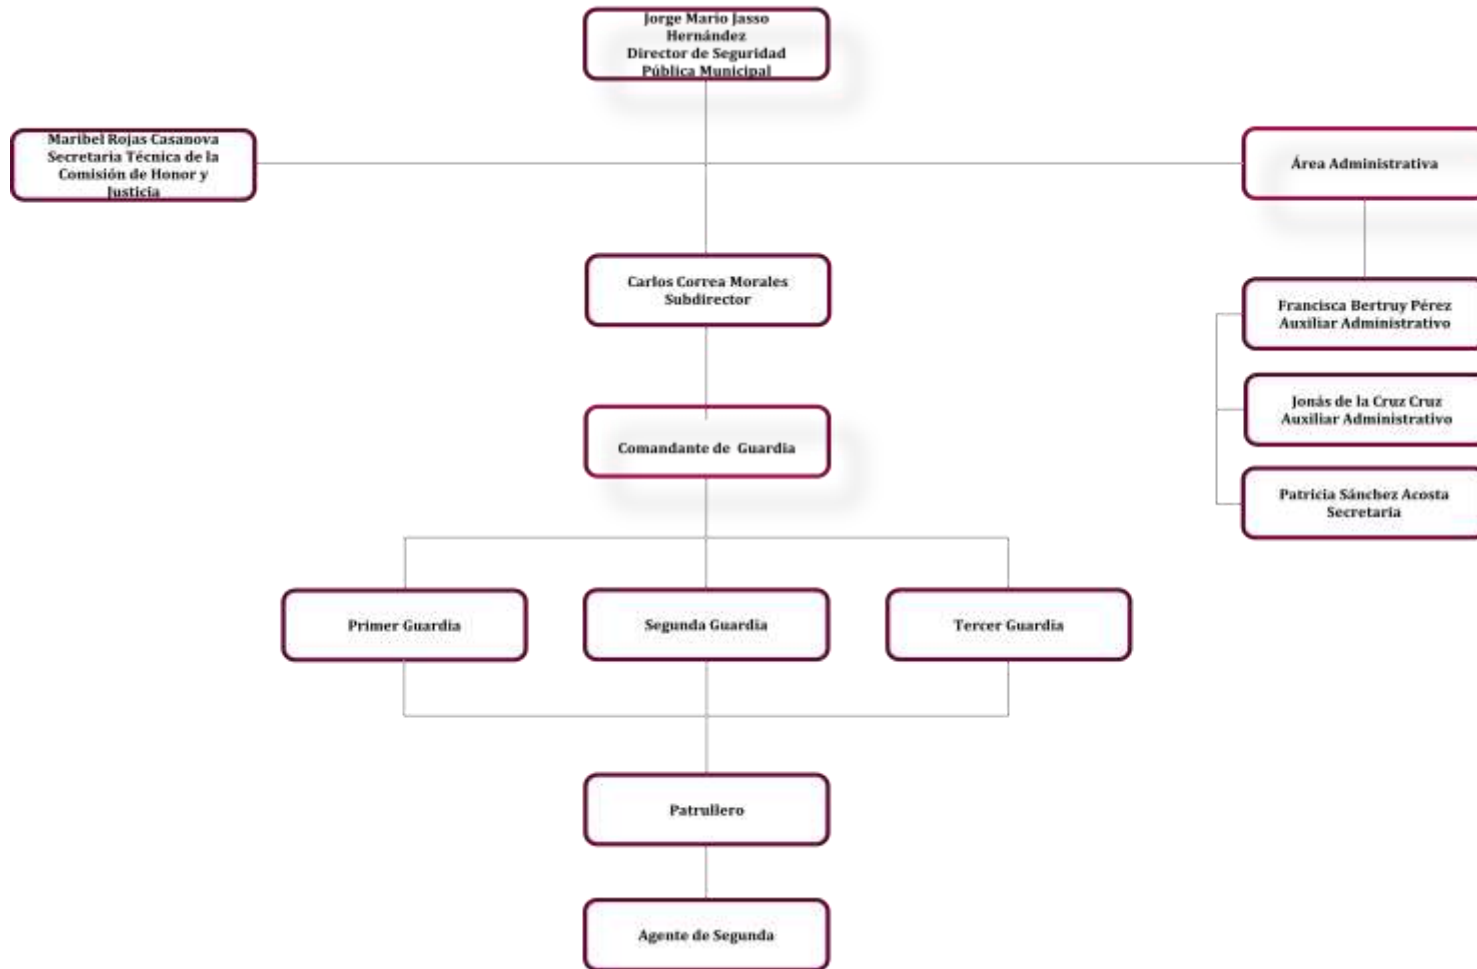 Jorge Mario Jasso
Hernández
Director de Seguridad
Pública Municipal
Maribel Rojas Casanova
Secretaria Técnica de la
Comisión de Honor y
Justicia
Área Administrativa
Carlos Correa Morales
Subdirector
Francisca Bertruy Pérez
Auxiliar Administrativo
Jonás de la Cruz Cruz
Auxiliar Administrativo
Comandante de  Guardia
Patricia Sánchez Acosta
Secretaria
Primer Guardia
Segunda Guardia
Tercer Guardia
Patrullero
Agente de Segunda